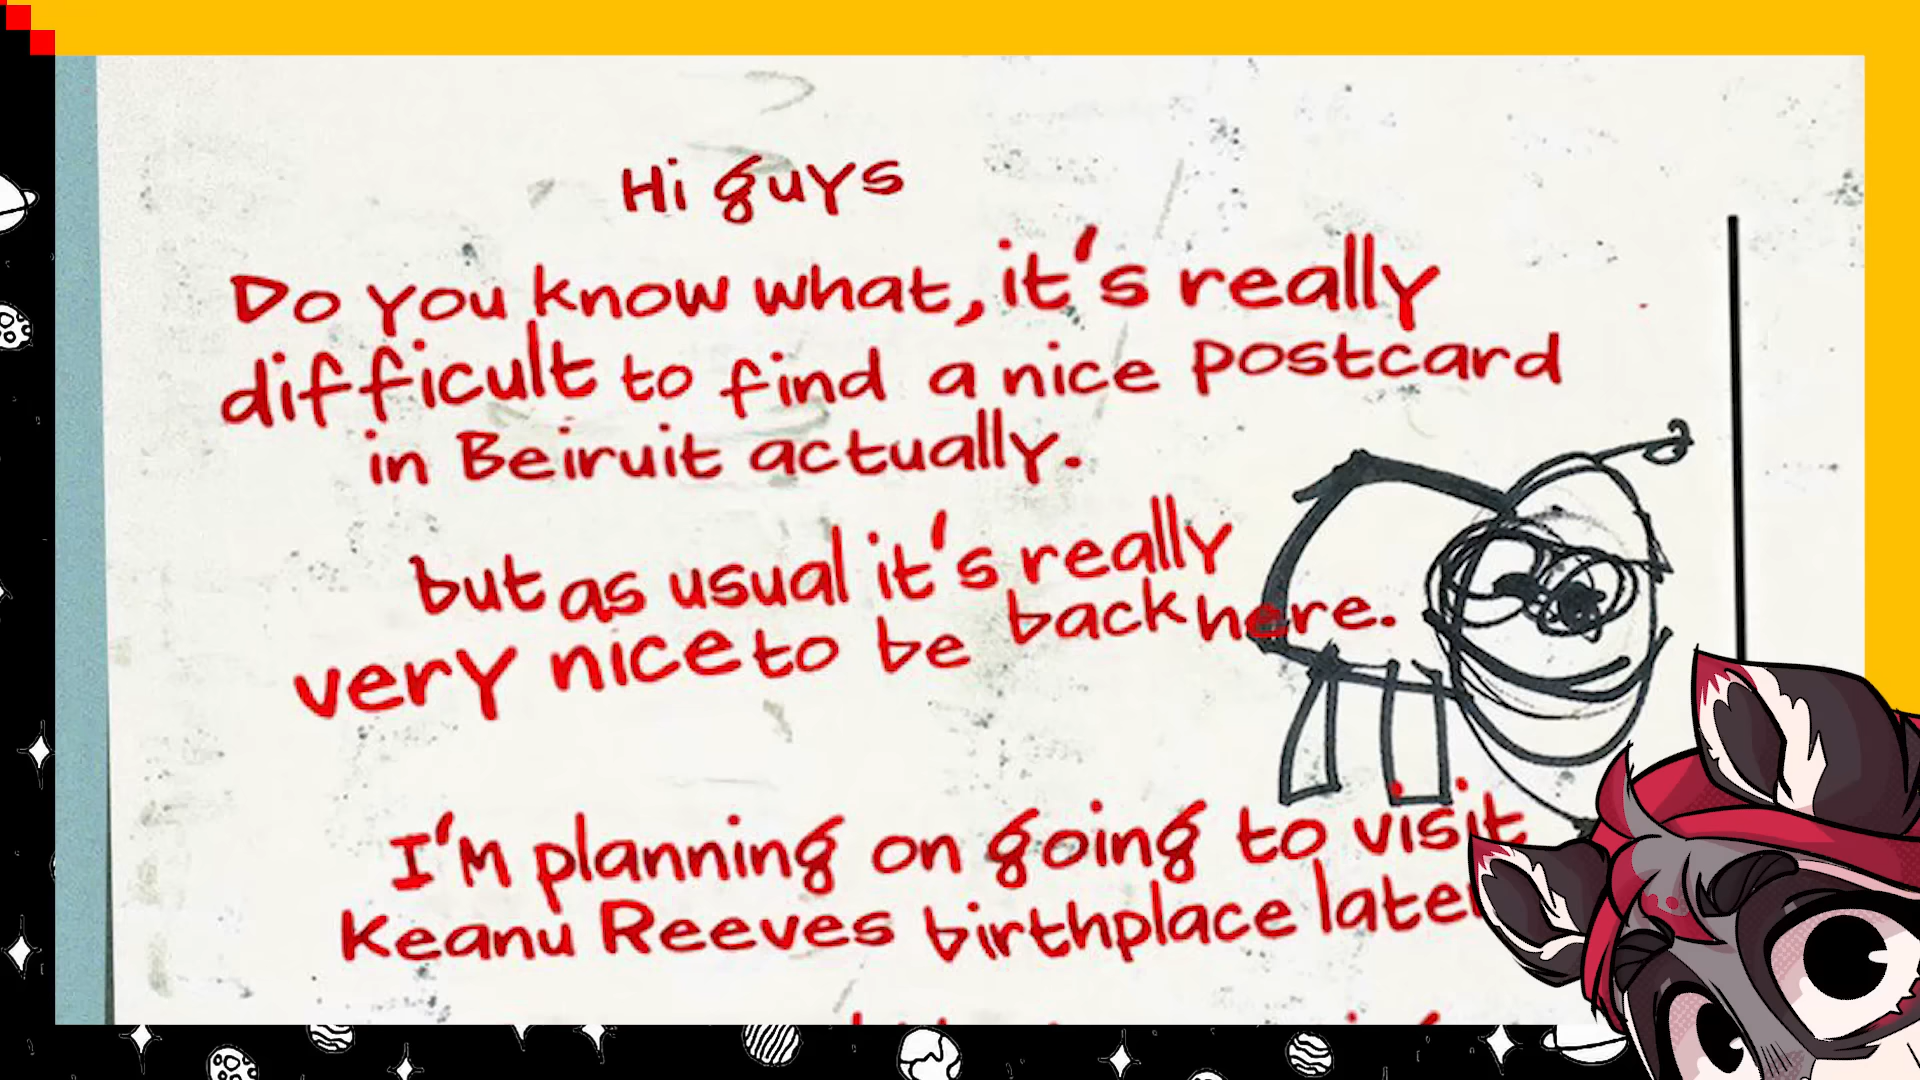 Hi guys
Do you know what, it's really
difficult to find a nice postcard
in Beiruit actually.
but as usual it's really
very nice to be back here.
I'm planning on going to visit
Keanu Reeves birthplace later